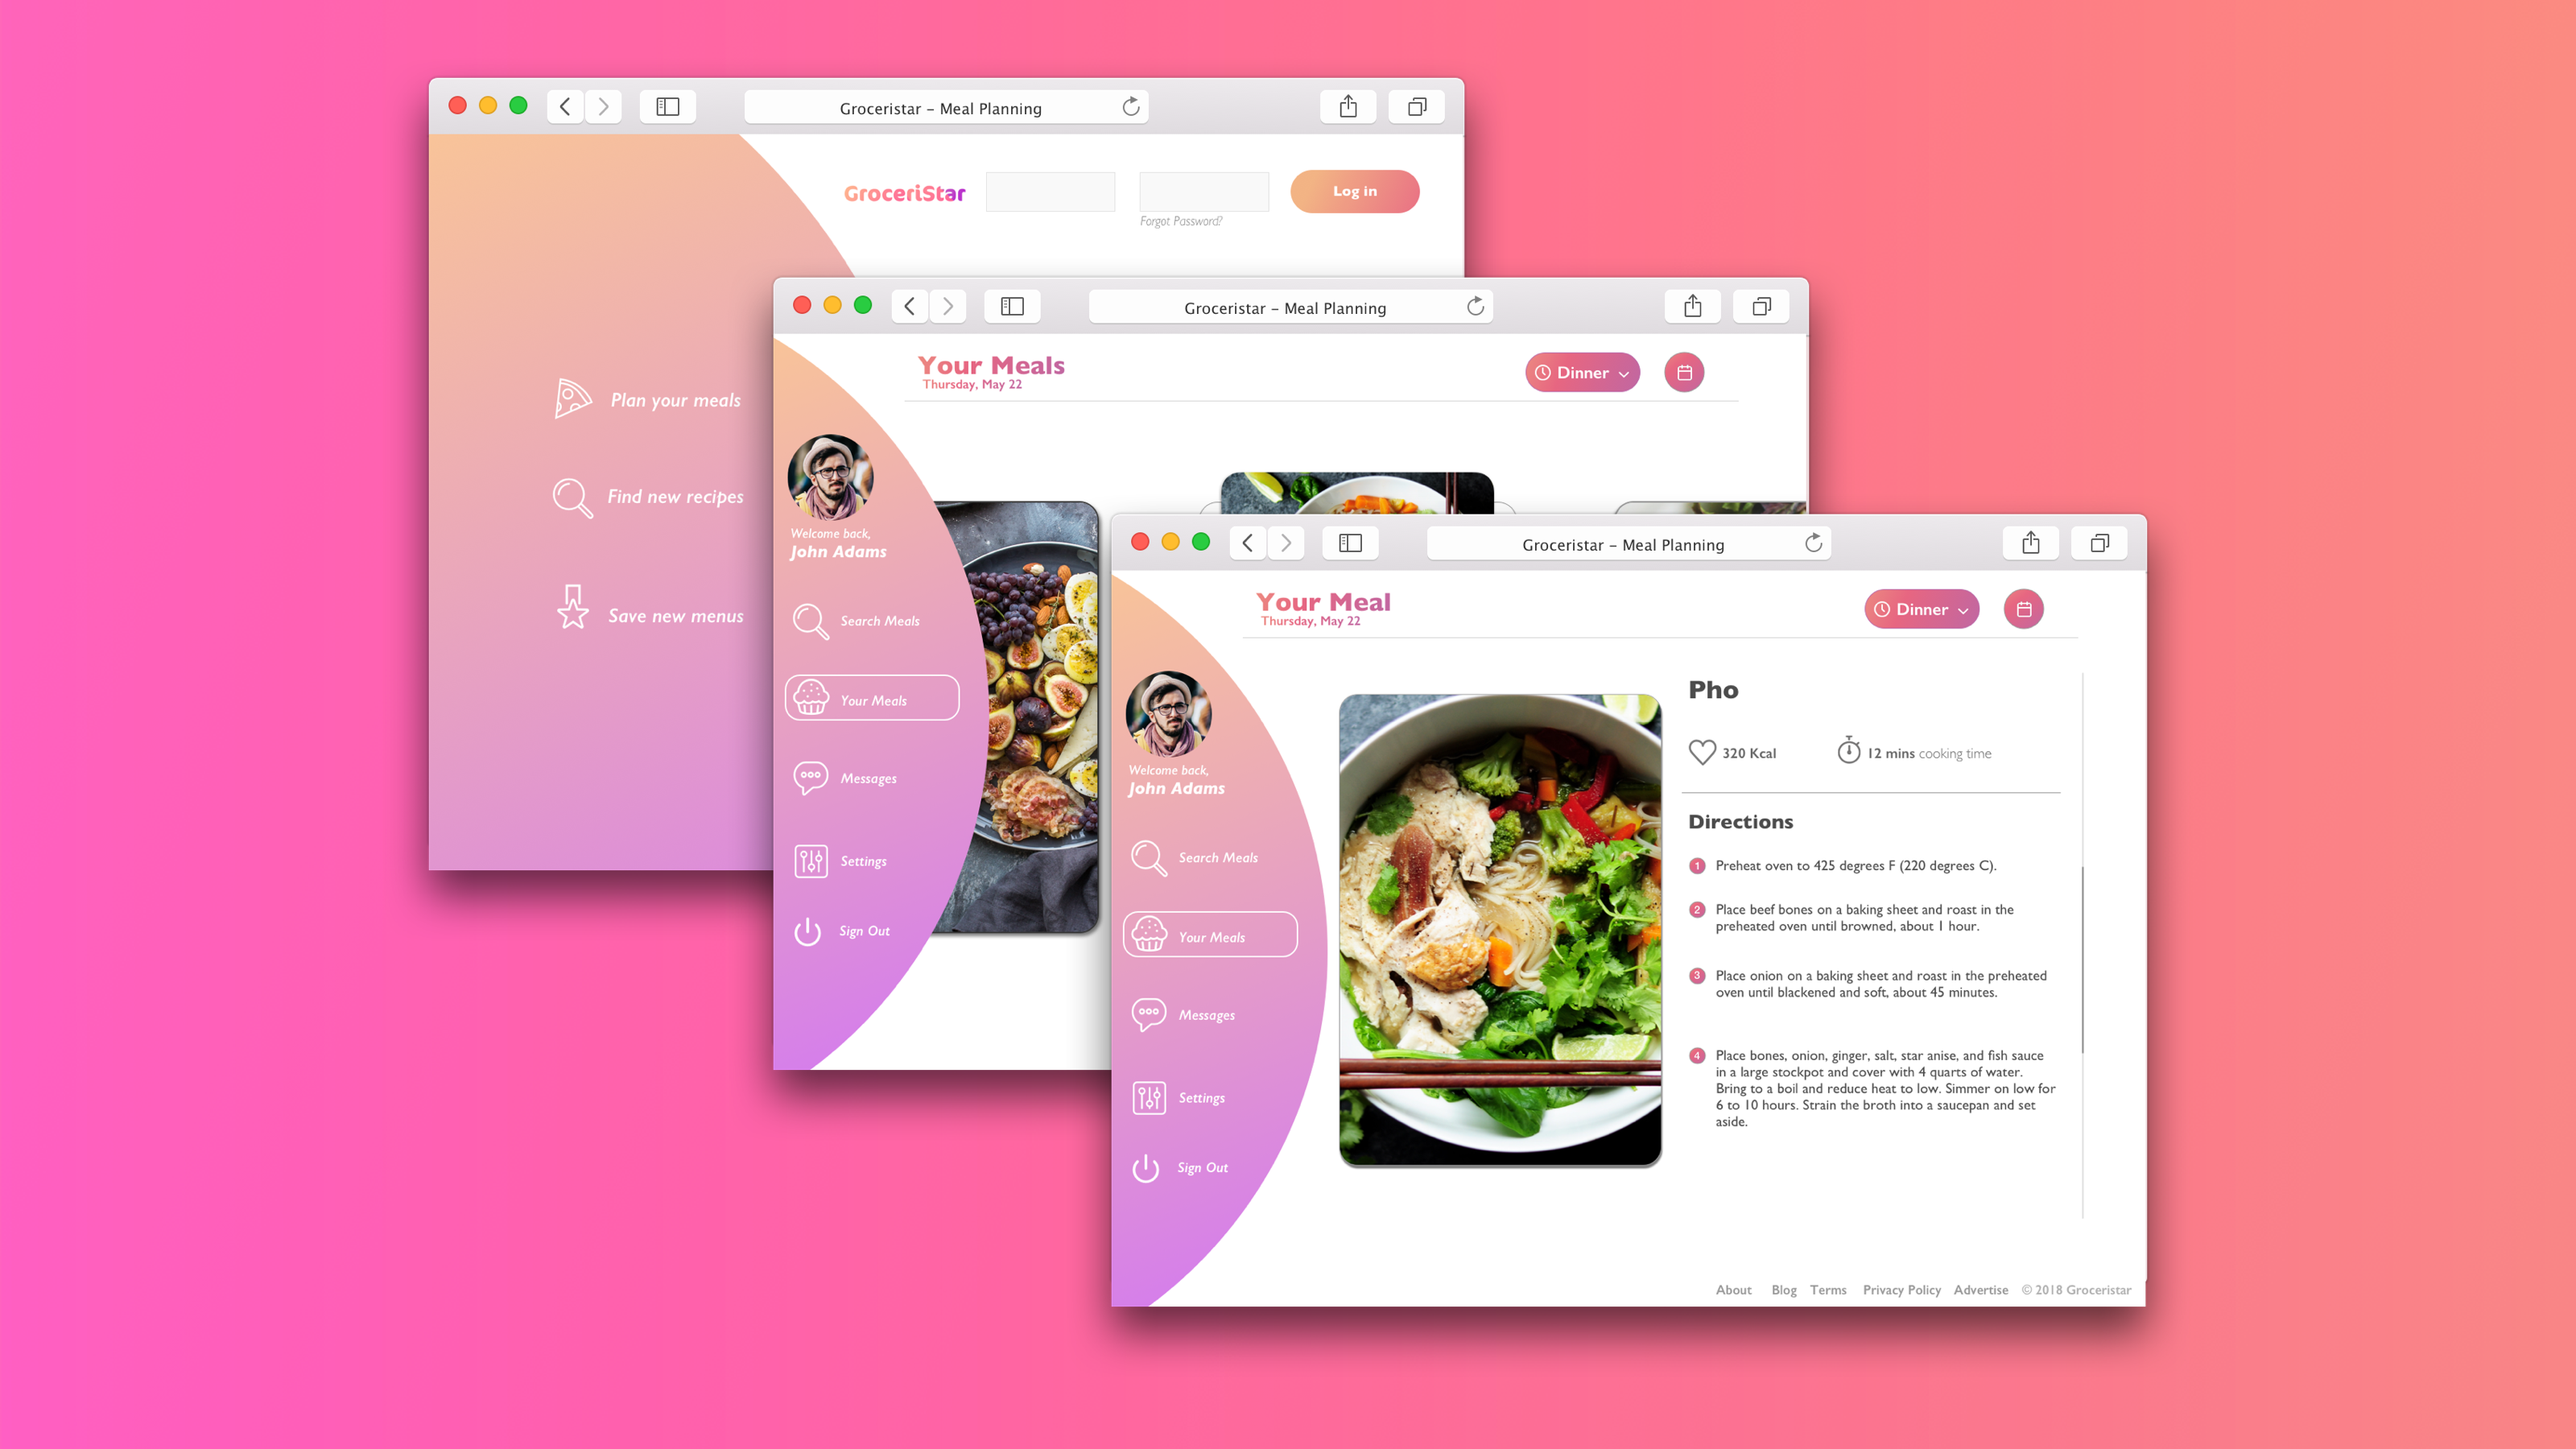 Groceristar – Meal Planning
GroceriStar
Log in
Forgot Password?
Plan your meals
Find new recipes
Save new menus
Groceristar – Meal Planning
Your Meals
Thursday, May 22
Dinner
Welcome back,
John Adams
Search Meals
Your Meals
Messages
Settings
Sign Out
Groceristar – Meal Planning
Your Meal
Thursday, May 22
Dinner
Welcome back,
John Adams
Search Meals
Your Meals
Messages
Settings
Sign Out
Pho
320 Kcal
12 mins cooking time
Directions
1 Preheat oven to 425 degrees F (220 degrees C).
2 Place beef bones on a baking sheet and roast in the
preheated oven until browned, about 1 hour.
3 Place onion on a baking sheet and roast in the preheated
oven until blackened and soft, about 45 minutes.
4 Place bones, onion, ginger, salt, star anise, and fish sauce
in a large stockpot and cover with 4 quarts of water.
Bring to a boil and reduce heat to low. Simmer on low for
6 to 10 hours. Strain the broth into a saucepan and set
aside.
About Blog Terms Privacy Policy Advertise © 2018 Groceristar